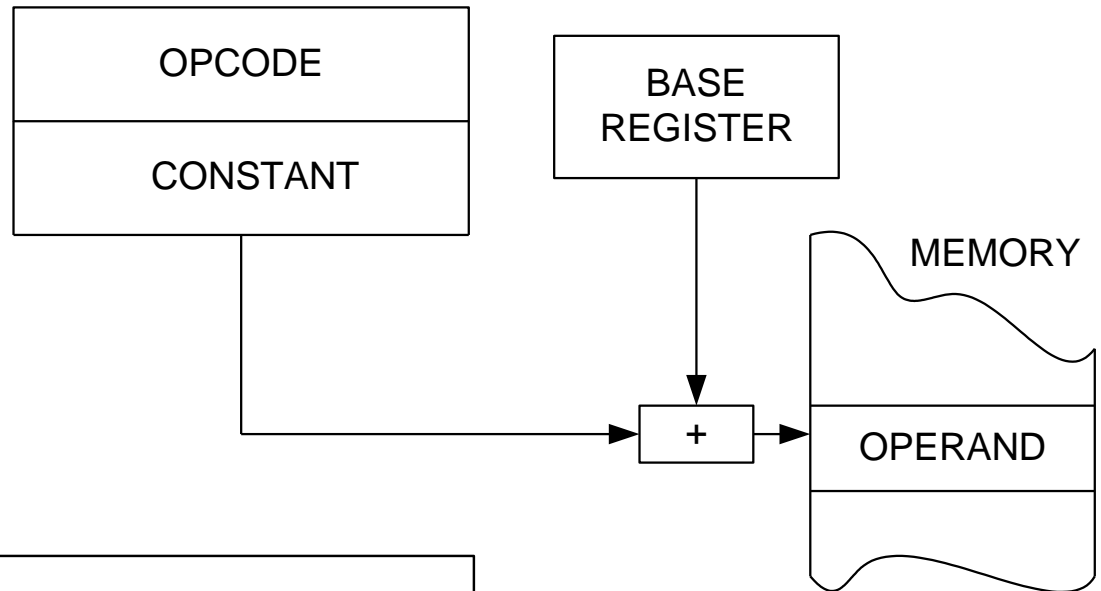 OPCODE
CONSTANT
BASE
REGISTER
MEMORY
+
OPERAND